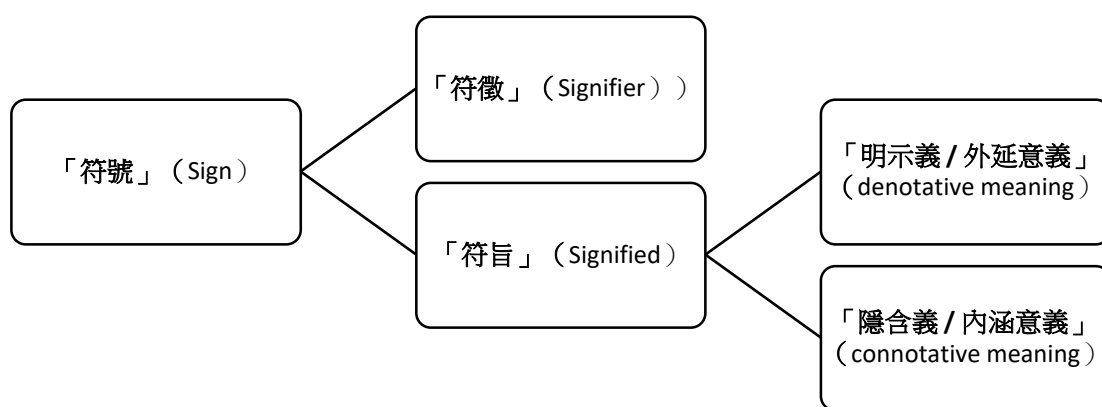 「符號」（Sign）
「符徵」（Signifier））
「符旨」（Signified）
「明示義 / 外延意義」
（denotative meaning）
「隱含義 / 內涵意義」
（connotative meaning）